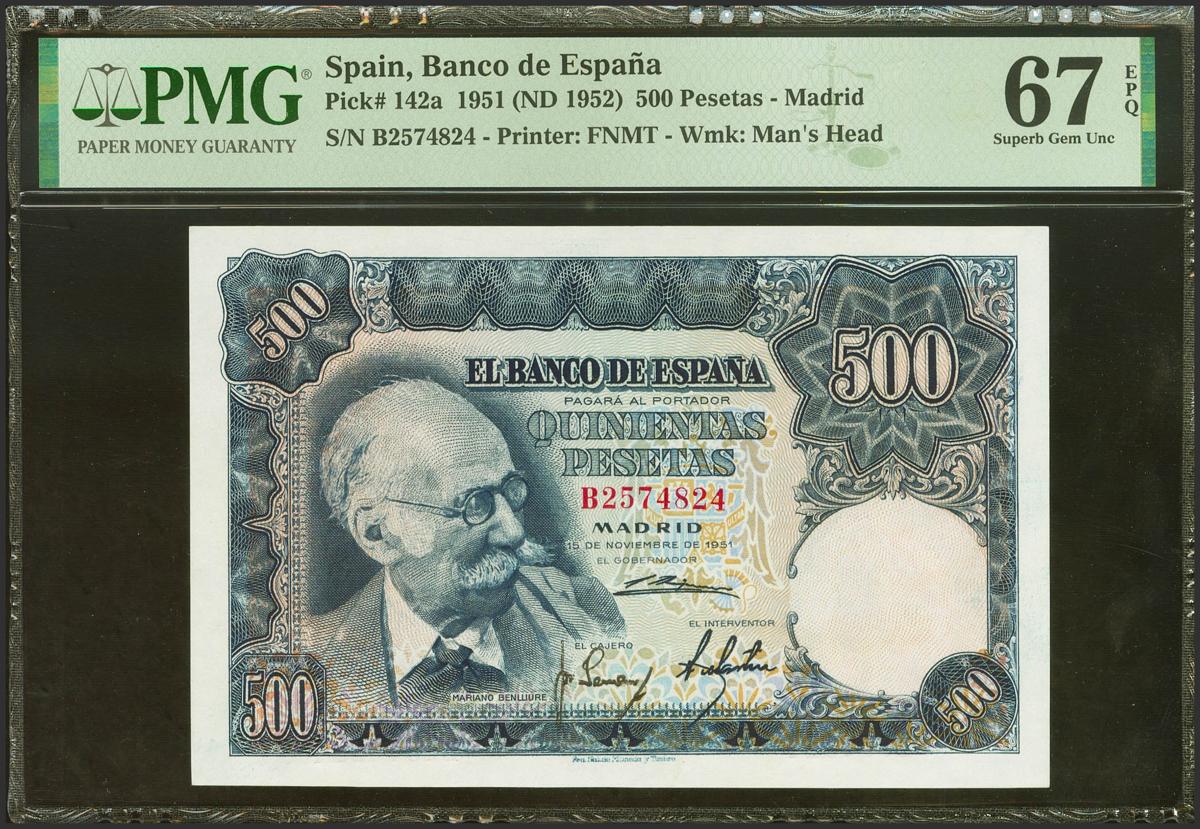 PMG®
PAPER MONEY GUARANTY
Spain, Banco de España
Pick# 142a 1951 (ND 1952) 500 Pesetas - Madrid
S/N B2574824 - Printer: FNMT - Wmk: Man's Head
67
EPQ
Superb Gem Unc
500
500
EL BANCO DE ESPAÑA
PAGARÁ AL PORTADOR
QUINIENTAS
PESETAS
B2574824
MADRID
15 DE NOVIEMBRE DE 1951
EL GOBERNADOR
EL INTERVENTOR
EL CAJERO
MARIANO BENLLIURE
500
500
A A A A A